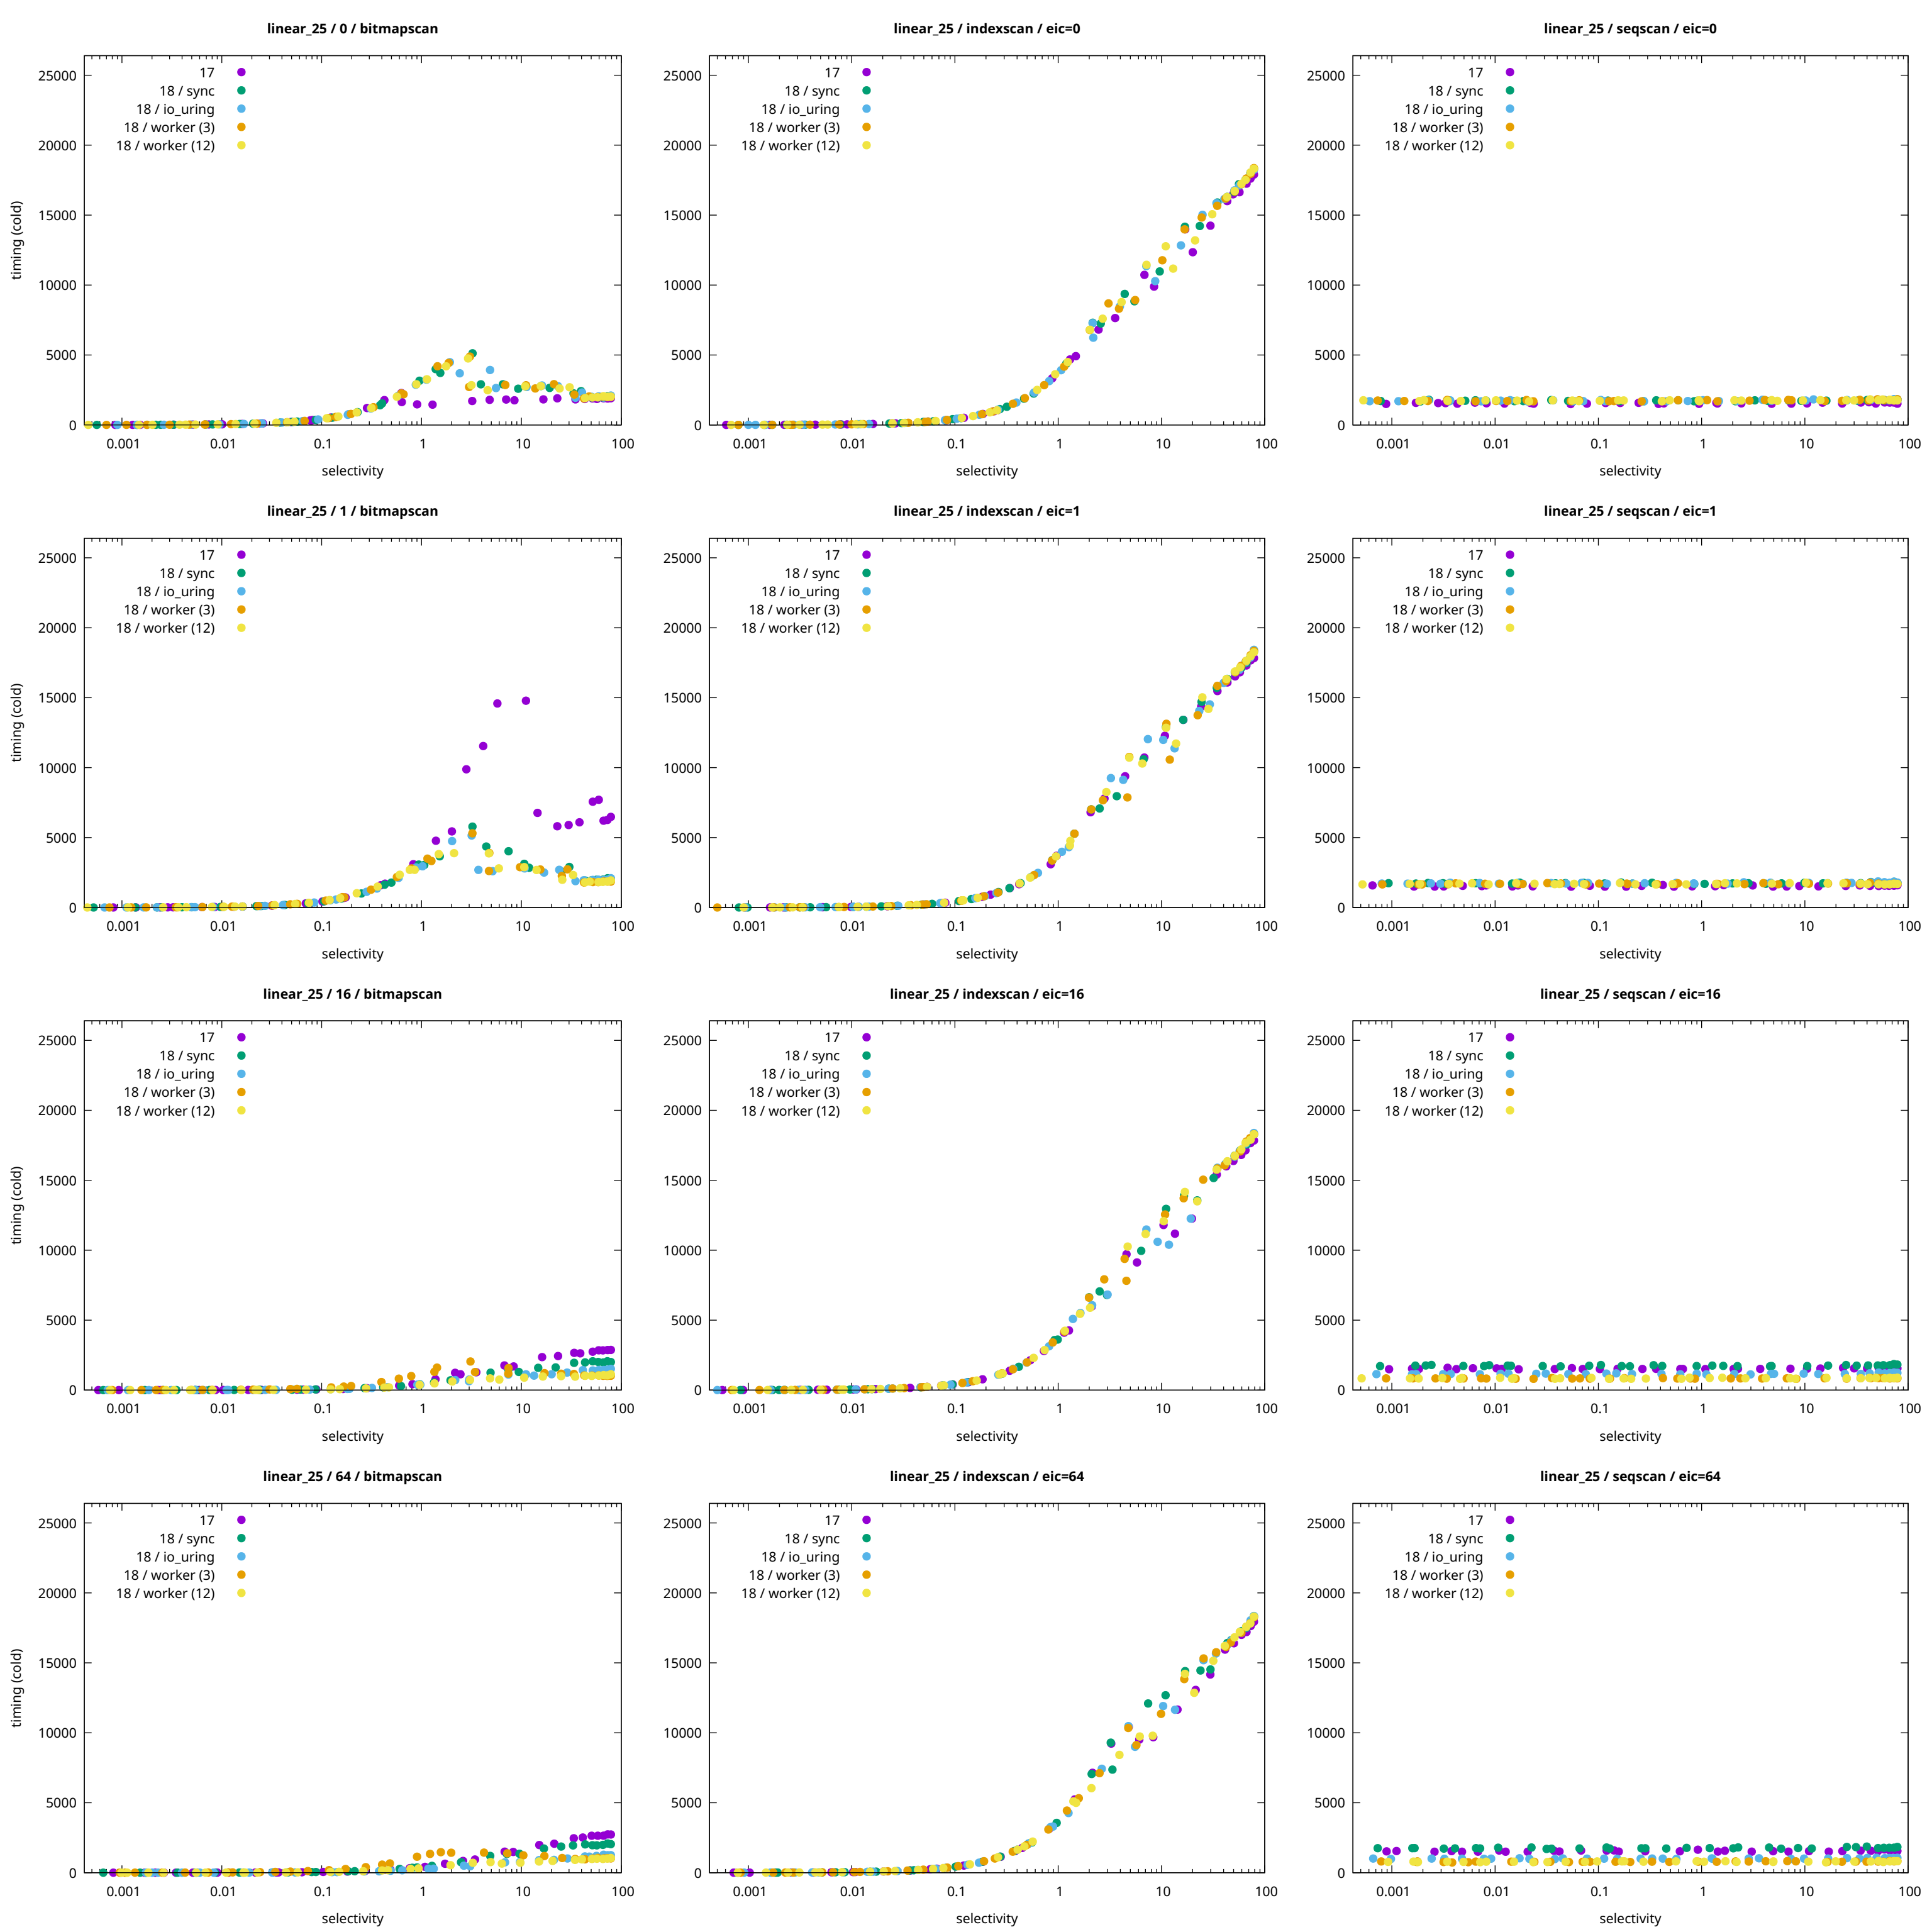 linear_25 / 0 / bitmapscan
timing (cold)
25000
20000
15000
10000
5000
0
17
18 / sync
18 / io_uring
18 / worker (3)
18 / worker (12)
0.001 0.01 0.1 1 10 100
selectivity
linear_25 / indexscan / eic=0
25000
20000
15000
10000
5000
0
17
18 / sync
18 / io_uring
18 / worker (3)
18 / worker (12)
0.001 0.01 0.1 1 10 100
selectivity
linear_25 / seqscan / eic=0
25000
20000
15000
10000
5000
0
17
18 / sync
18 / io_uring
18 / worker (3)
18 / worker (12)
0.001 0.01 0.1 1 10 100
selectivity
linear_25 / 1 / bitmapscan
timing (cold)
25000
20000
15000
10000
5000
0
17
18 / sync
18 / io_uring
18 / worker (3)
18 / worker (12)
0.001 0.01 0.1 1 10 100
selectivity
linear_25 / indexscan / eic=1
25000
20000
15000
10000
5000
0
17
18 / sync
18 / io_uring
18 / worker (3)
18 / worker (12)
0.001 0.01 0.1 1 10 100
selectivity
linear_25 / seqscan / eic=1
25000
20000
15000
10000
5000
0
17
18 / sync
18 / io_uring
18 / worker (3)
18 / worker (12)
0.001 0.01 0.1 1 10 100
selectivity
linear_25 / 16 / bitmapscan
timing (cold)
25000
20000
15000
10000
5000
0
17
18 / sync
18 / io_uring
18 / worker (3)
18 / worker (12)
0.001 0.01 0.1 1 10 100
selectivity
linear_25 / indexscan / eic=16
25000
20000
15000
10000
5000
0
17
18 / sync
18 / io_uring
18 / worker (3)
18 / worker (12)
0.001 0.01 0.1 1 10 100
selectivity
linear_25 / seqscan / eic=16
25000
20000
15000
10000
5000
0
17
18 / sync
18 / io_uring
18 / worker (3)
18 / worker (12)
0.001 0.01 0.1 1 10 100
selectivity
linear_25 / 64 / bitmapscan
timing (cold)
25000
20000
15000
10000
5000
0
17
18 / sync
18 / io_uring
18 / worker (3)
18 / worker (12)
0.001 0.01 0.1 1 10 100
selectivity
linear_25 / indexscan / eic=64
25000
20000
15000
10000
5000
0
17
18 / sync
18 / io_uring
18 / worker (3)
18 / worker (12)
0.001 0.01 0.1 1 10 100
selectivity
linear_25 / seqscan / eic=64
25000
20000
15000
10000
5000
0
17
18 / sync
18 / io_uring
18 / worker (3)
18 / worker (12)
0.001 0.01 0.1 1 10 100
selectivity